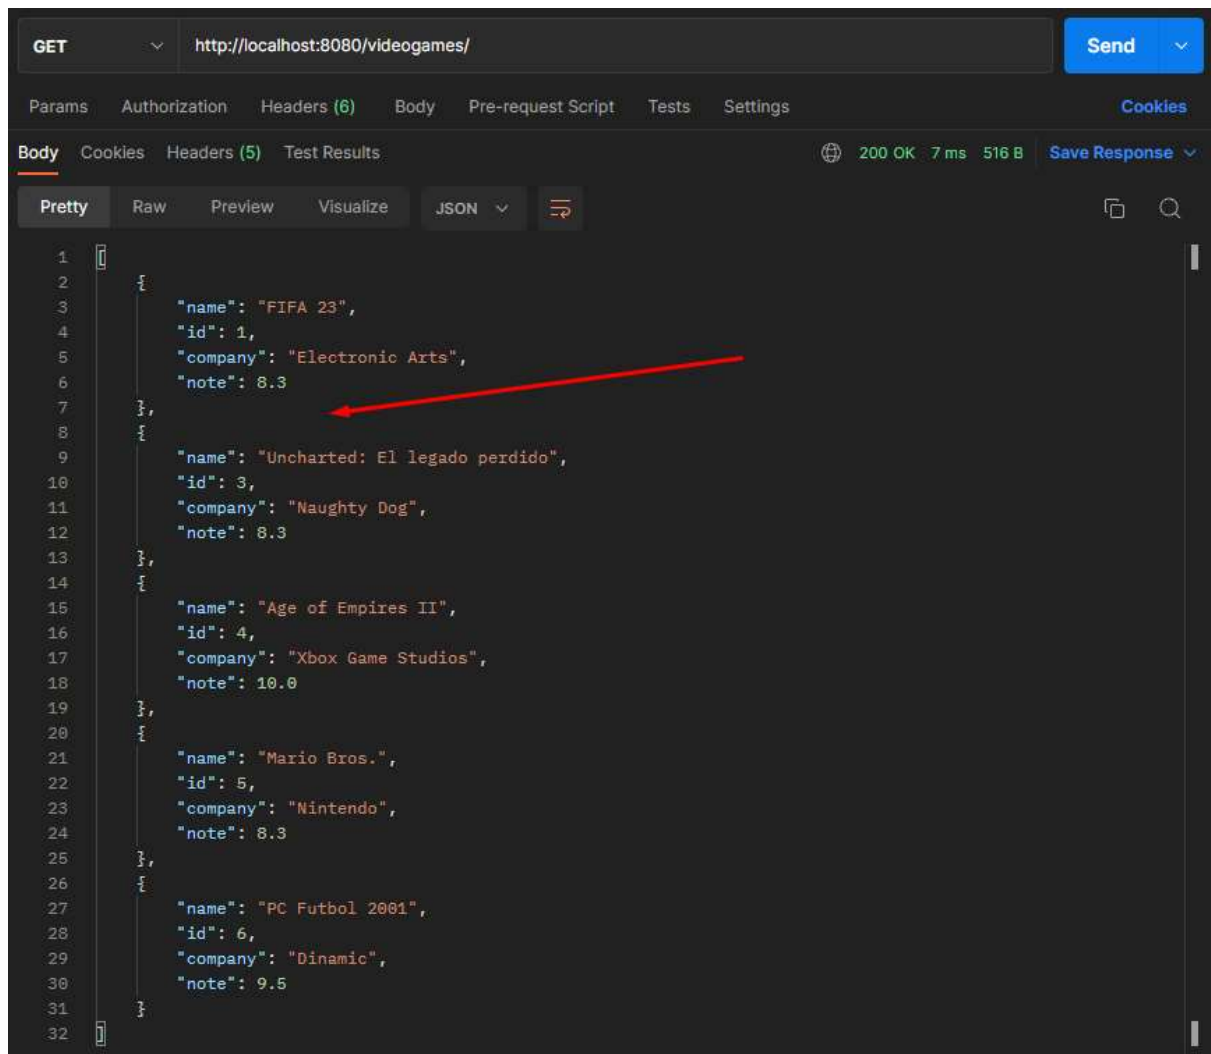 GET http://localhost:8080/videogames/ Send
Params Authorization Headers (6) Body Pre-request Script Tests Settings Cookies
Body Cookies Headers (5) Test Results 200 OK 7 ms 516 B Save Response
Pretty Raw Preview Visualize JSON
1 [
2 {
3 "name": "FIFA 23",
4 "id": 1,
5 "company": "Electronic Arts",
6 "note": 8.3
7 },
8 {
9 "name": "Uncharted: El legado perdido",
10 "id": 3,
11 "company": "Naughty Dog",
12 "note": 8.3
13 },
14 {
15 "name": "Age of Empires II",
16 "id": 4,
17 "company": "Xbox Game Studios",
18 "note": 10.0
19 },
20 {
21 "name": "Mario Bros.",
22 "id": 5,
23 "company": "Nintendo",
24 "note": 8.3
25 },
26 {
27 "name": "PC Futbol 2001",
28 "id": 6,
29 "company": "Dinamic",
30 "note": 9.5
31 }
32 ]